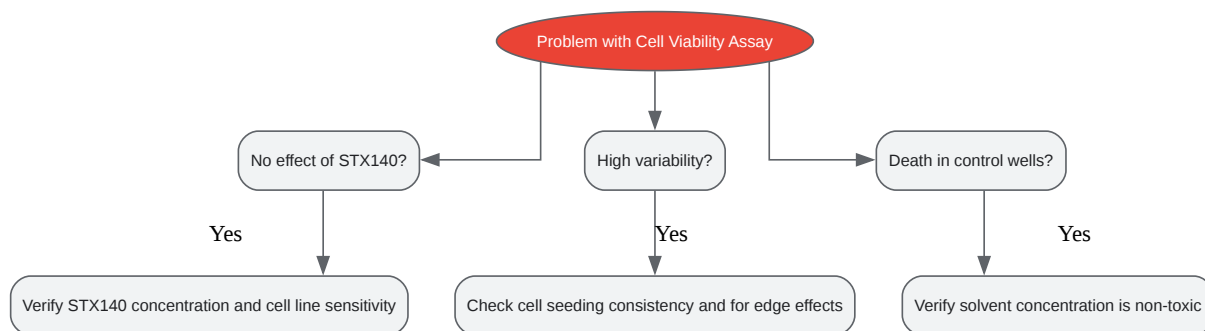 Problem with Cell Viability Assay
No effect of STX140?
High variability?
Death in control wells?
Yes
Yes
Yes
Verify STX140 concentration and cell line sensitivity
Check cell seeding consistency and for edge effects
Verify solvent concentration is non-toxic